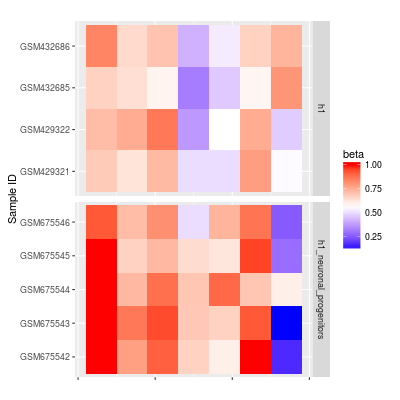 GSM432686
GSM432685
GSM429322
GSM429321
h1
GSM675546
GSM675545
GSM675544
GSM675543
GSM675542
h1_neuronal_progenitors
Sample ID
beta
1.00
0.75
0.50
0.25